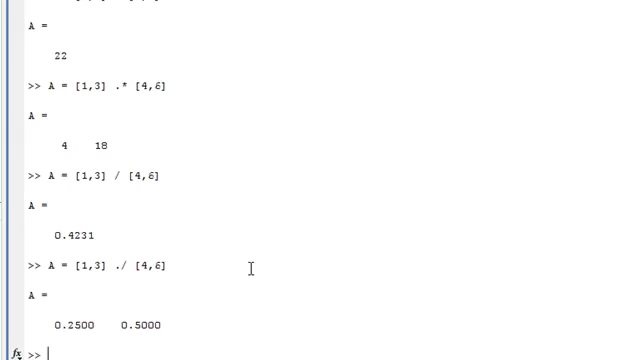 A =
22
>> A = [1,3] .* [4,6]
A =
4 18
>> A = [1,3] / [4,6]
A =
0.4231
>> A = [1,3] ./ [4,6]
A =
0.2500 0.5000
fx >>